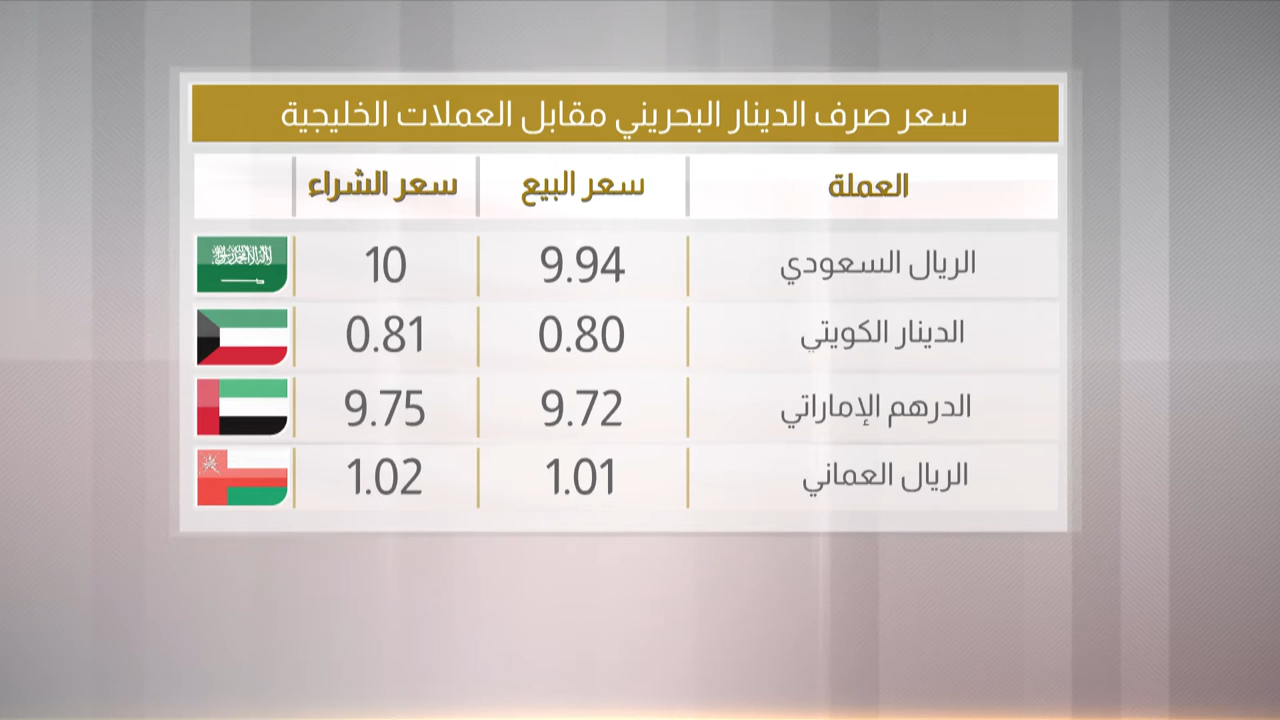 سعر صرف الدينار البحريني مقابل العملات الخليجية
العملة سعر البيع سعر الشراء
الريال السعودي 9.94 10
الدينار الكويتي 0.80 0.81
الدرهم الإماراتي 9.72 9.75
الريال العماني 1.01 1.02